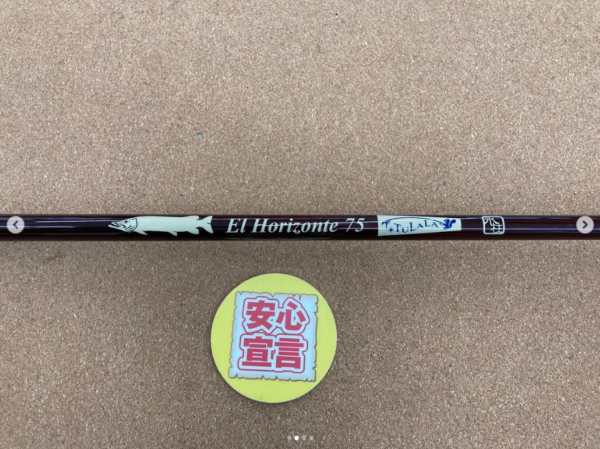 El Horizonte 75
TULALA
安心
宣言